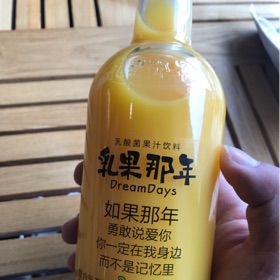 乳酸菌果汁饮料
乳果那年
DreamDays
如果那年
勇敢说爱你
你一定在我身边
而不是记忆里